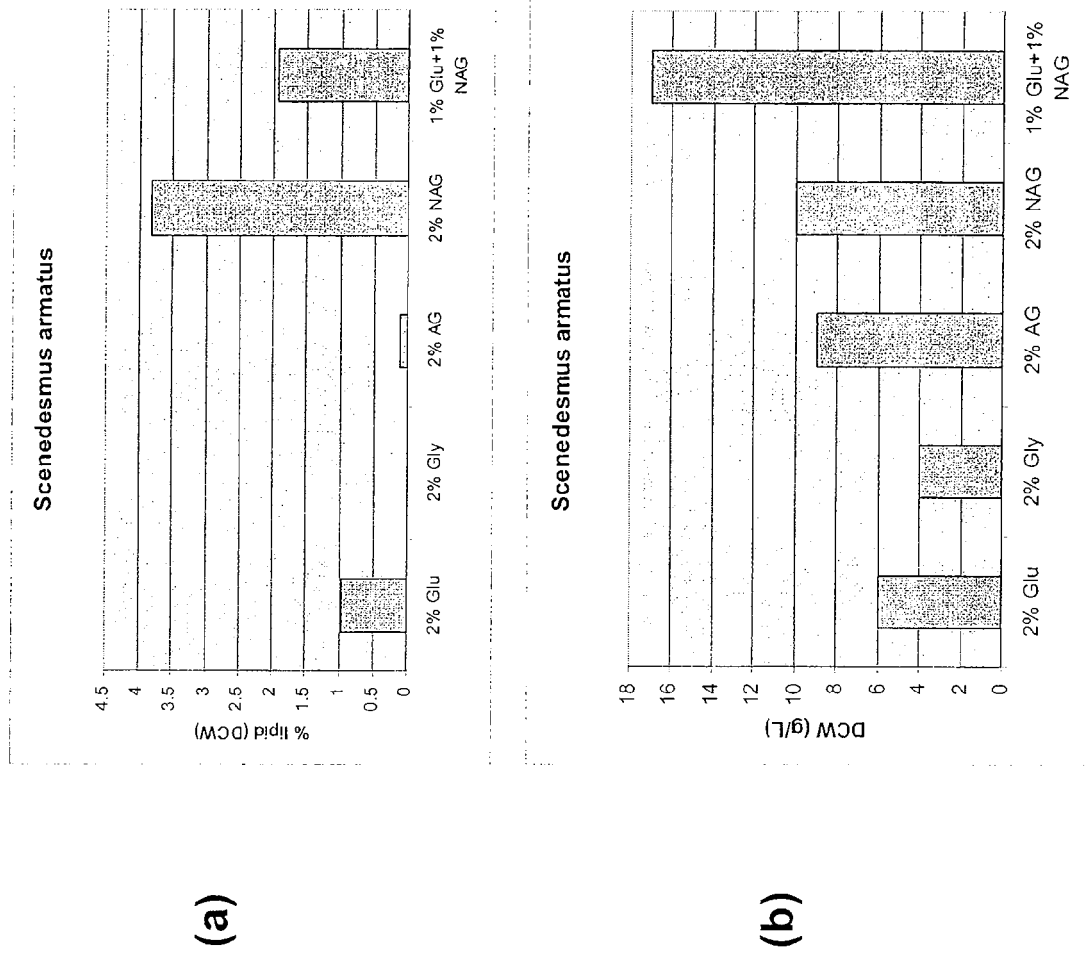 (a)
Scenedesmus armatus
% lipid (DCW)
4.5
4
3.5
3
2.5
2
1.5
1
0.5
0
2% Glu
2% Gly
2% AG
2% NAG
1% Glu+1%
NAG
(b)
Scenedesmus armatus
DCW (g/L)
18
16
14
12
10
8
6
4
2
0
2% Glu
2% Gly
2% AG
2% NAG
1% Glu+1%
NAG